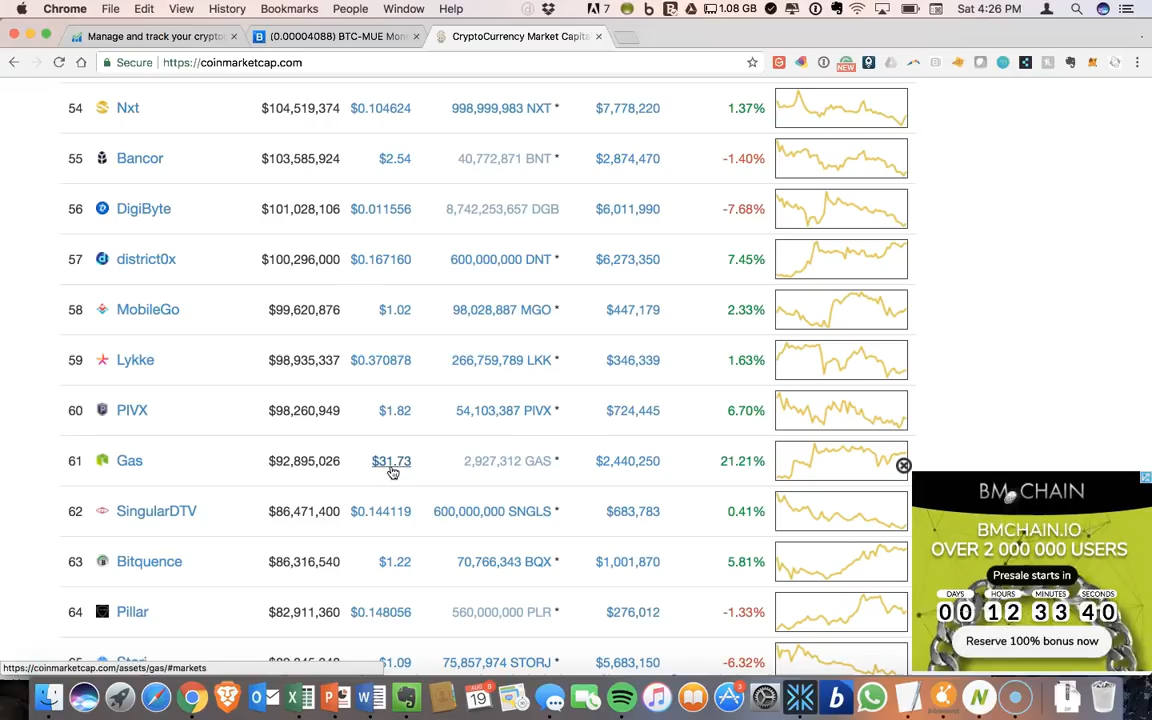 Chrome File Edit View History Bookmarks People Window Help 7 1.08 GB Sat 4:26 PM
Manage and track your cryptoc × (0.00004088) BTC-MUE Mone × CryptoCurrency Market Capita ×
Secure | https://coinmarketcap.com
54 Nxt $104,519,374 $0.104624 998,999,983 NXT * $7,778,220 1.37%
55 Bancor $103,585,924 $2.54 40,772,871 BNT * $2,874,470 -1.40%
56 DigiByte $101,028,106 $0.011556 8,742,253,657 DGB $6,011,990 -7.68%
57 district0x $100,296,000 $0.167160 600,000,000 DNT * $6,273,350 7.45%
58 MobileGo $99,620,876 $1.02 98,028,887 MGO * $447,179 2.33%
59 Lykke $98,935,337 $0.370878 266,759,789 LKK * $346,339 1.63%
60 PIVX $98,260,949 $1.82 54,103,387 PIVX * $724,445 6.70%
61 Gas $92,895,026 $31.73 2,927,312 GAS * $2,440,250 21.21%
62 SingularDTV $86,471,400 $0.144119 600,000,000 SNGLS * $683,783 0.41%
63 Bitquence $86,316,540 $1.22 70,766,343 BQX * $1,001,870 5.81%
64 Pillar $82,911,360 $0.148056 560,000,000 PLR * $276,012 -1.33%
$1.09 75,857,974 STORJ * $5,683,150 -6.32%
BMCHAIN
BMCHAIN.IO
OVER 2 000 000 USERS
Presale starts in
DAYS HOURS MINUTES SECONDS
00 12 33 40
Reserve 100% bonus now
https://coinmarketcap.com/assets/gas/#markets
AUG
19